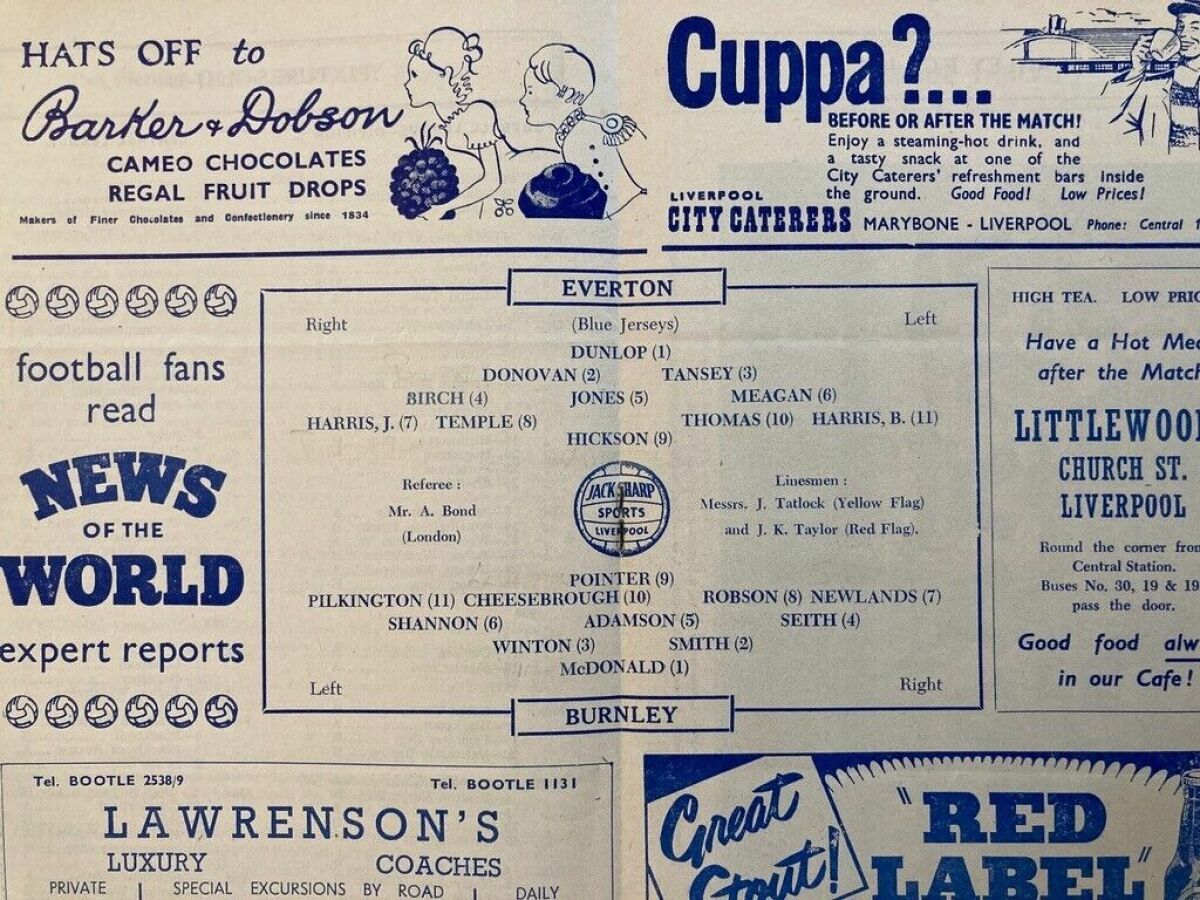 HATS OFF to
Barker & Dobson
CAMEO CHOCOLATES
REGAL FRUIT DROPS
Makers of Finer Chocolates and Confectionery since 1834
Cuppa?...
BEFORE OR AFTER THE MATCH!
Enjoy a steaming-hot drink, and
a tasty snack at one of the
City Caterers' refreshment bars inside
the ground. Good Food! Low Prices!
LIVERPOOL
CITY CATERERS MARYBONE - LIVERPOOL Phone: Central
football fans
read
NEWS
OF THE
WORLD
expert reports
EVERTON
Right (Blue Jerseys) Left
DUNLOP (1)
DONOVAN (2) TANSEY (3)
BIRCH (4) JONES (5) MEAGAN (6)
HARRIS, J. (7) TEMPLE (8) THOMAS (10) HARRIS, B. (11)
HICKSON (9)
Referee :
Mr. A. Bond
(London)
JACK SHARP
SPORTS
LIVERPOOL
Linesmen :
Messrs. J. Tatlock (Yellow Flag)
and J. K. Taylor (Red Flag).
POINTER (9)
PILKINGTON (11) CHEESEBROUGH (10) ROBSON (8) NEWLANDS (7)
SHANNON (6) ADAMSON (5) SEITH (4)
WINTON (3) SMITH (2)
McDONALD (1)
Left Right
BURNLEY
HIGH TEA. LOW PRIC
Have a Hot Mea
after the Match
LITTLEWOO
CHURCH ST.
LIVERPOOL
Round the corner from
Central Station.
Buses No. 30, 19 & 19
pass the door.
Good food alw
in our Cafe!
Tel. BOOTLE 2538/9 Tel. BOOTLE 1131
LAWRENSON'S
LUXURY COACHES
PRIVATE SPECIAL EXCURSIONS BY ROAD DAILY
Great
Stout!
"RED
LABEL"